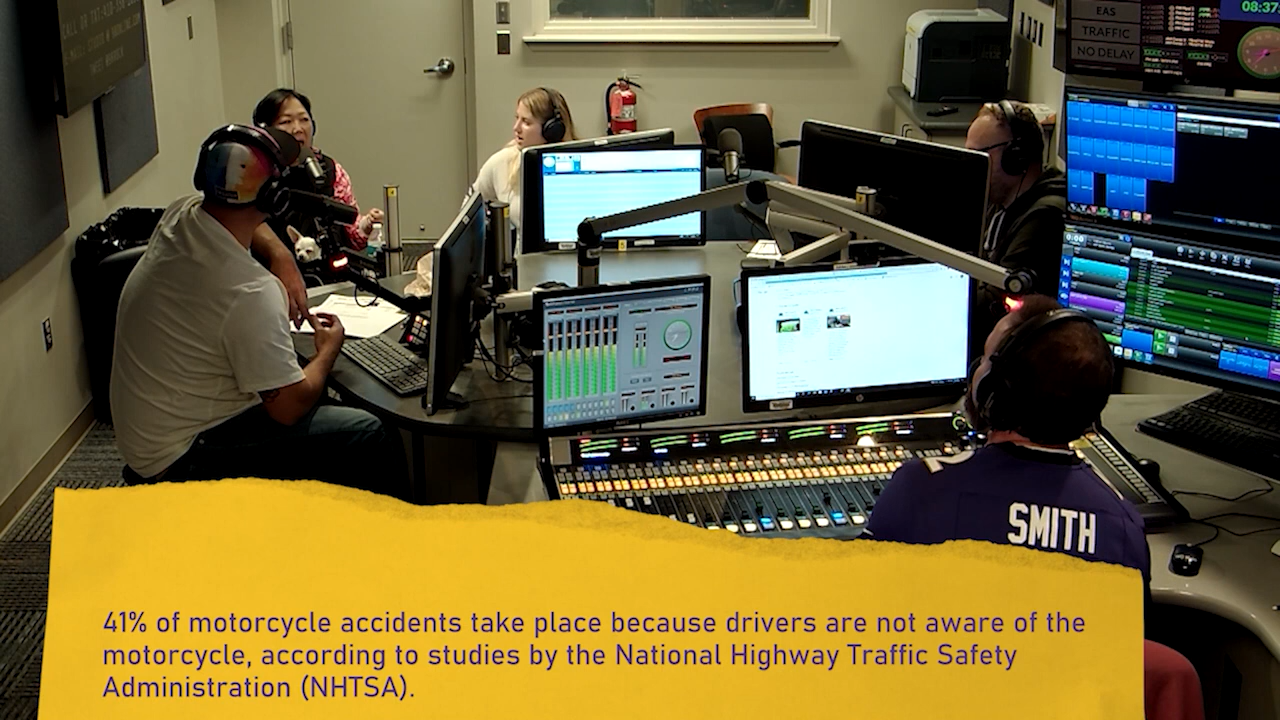 EAS
TRAFFIC
NO DELAY
08:37
SMITH
41% of motorcycle accidents take place because drivers are not aware of the
motorcycle, according to studies by the National Highway Traffic Safety
Administration (NHTSA).